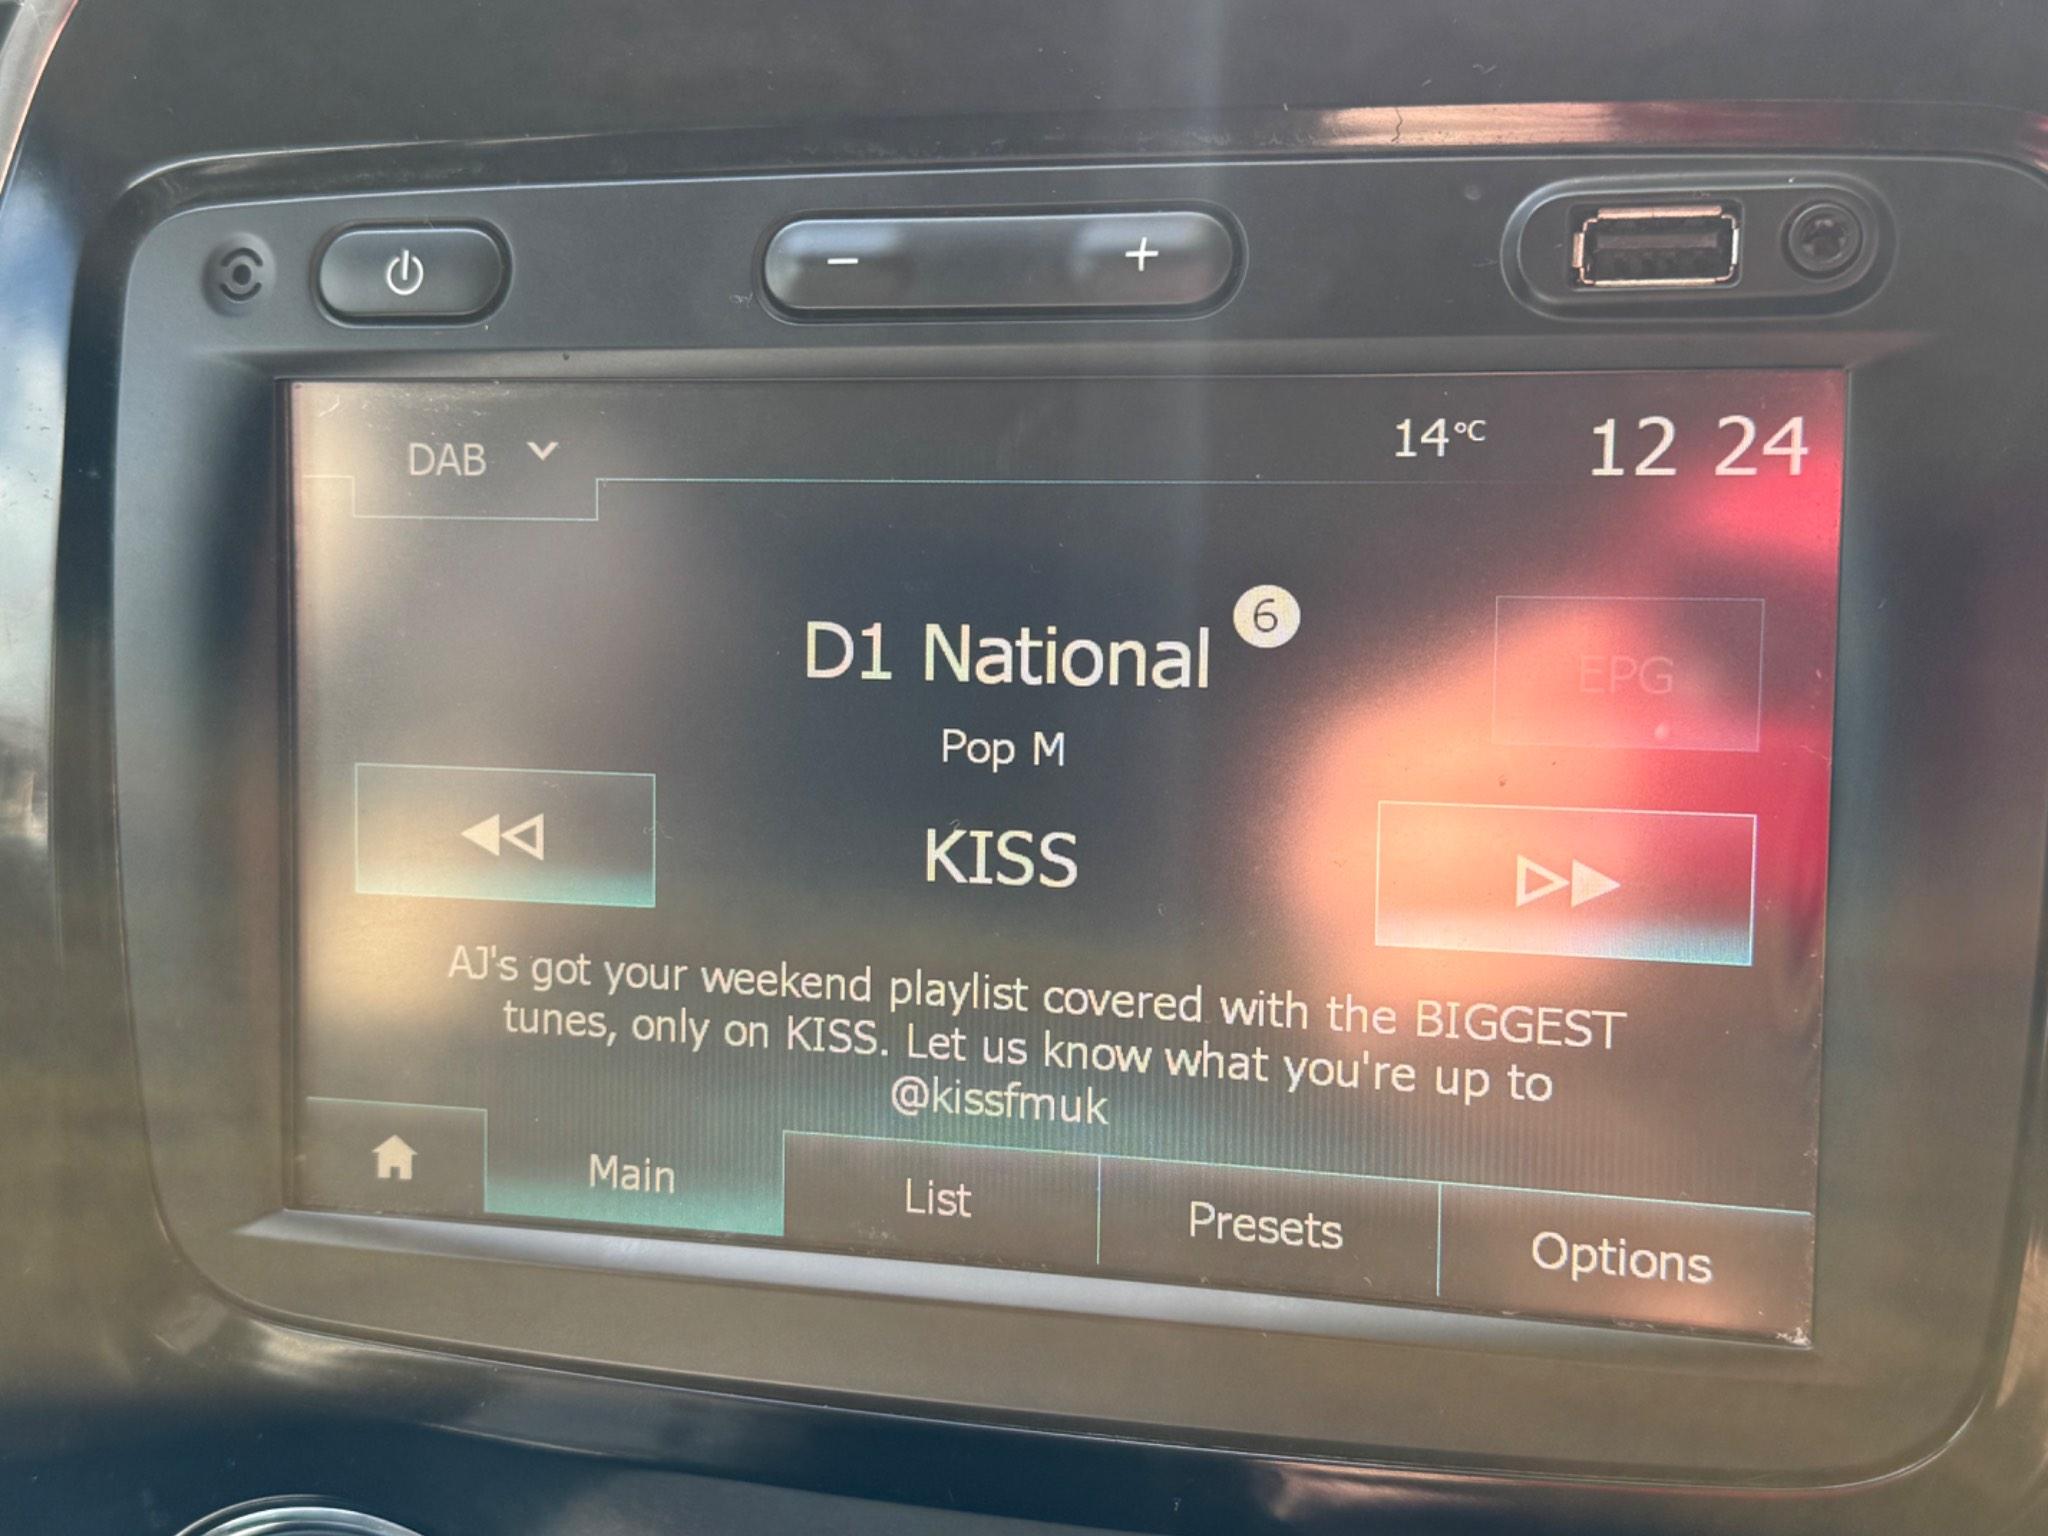 DAB
14°C
12 24
D1 National 6
EPG
Pop M
KISS
AJ's got your weekend playlist covered with the BIGGEST
tunes, only on KISS. Let us know what you're up to
@kissfmuk
Main
List
Presets
Options